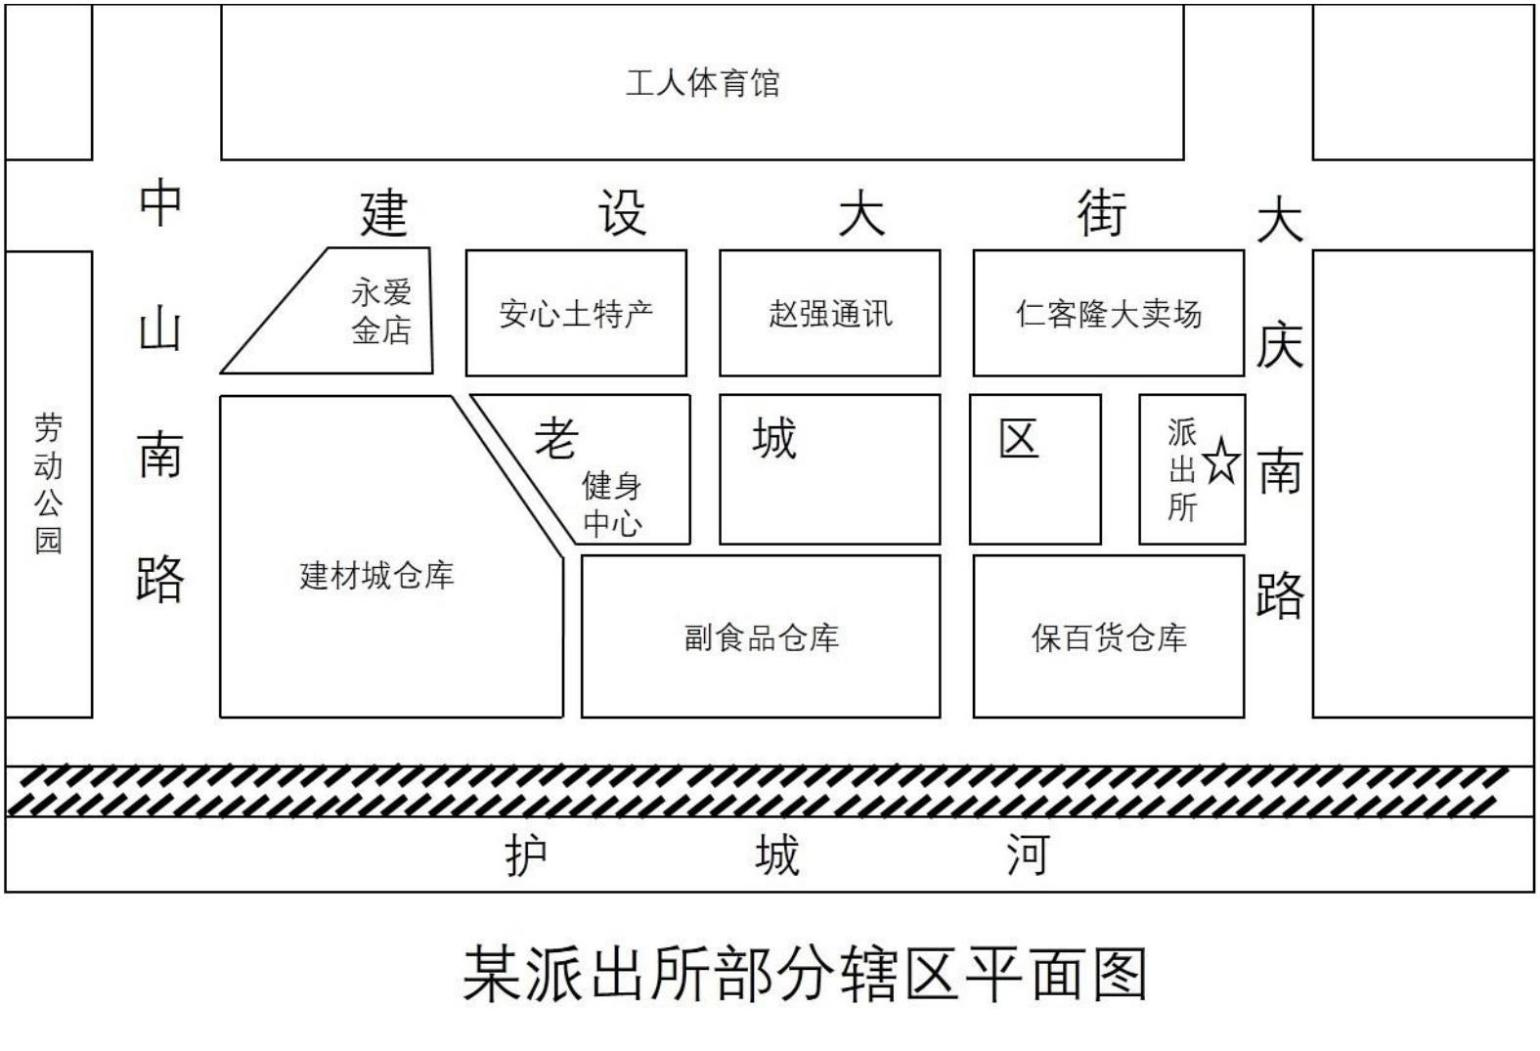 工人体育馆
中山南路
建设大街
大庆南路
永爱
金店
安心土特产
赵强通讯
仁客隆大卖场
劳动公园
老城区
健身
中心
派出所
建材城仓库
副食品仓库
保百货仓库
护城河
某派出所部分辖区平面图